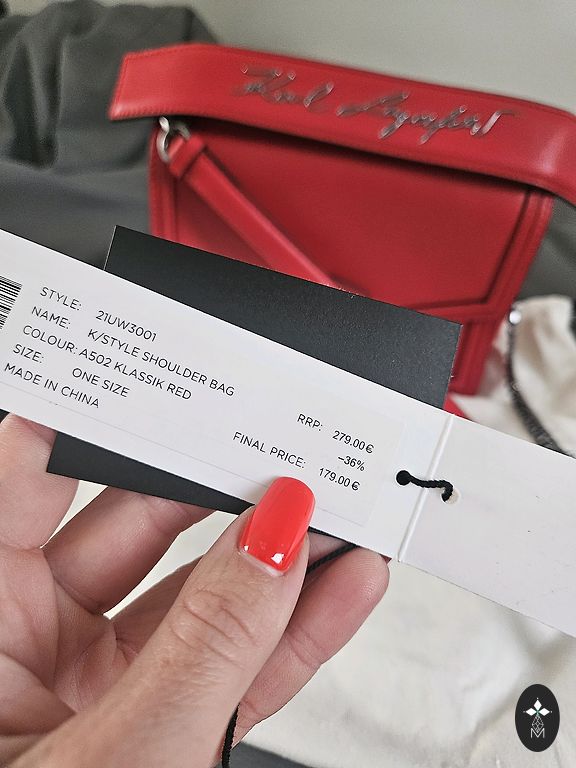 Karl Lagerfeld
STYLE: 21UW3001
NAME: K/STYLE SHOULDER BAG
COLOUR: A502 KLASSIK RED
SIZE: ONE SIZE
MADE IN CHINA
RRP: 279.00€
–36%
FINAL PRICE: 179.00€
M